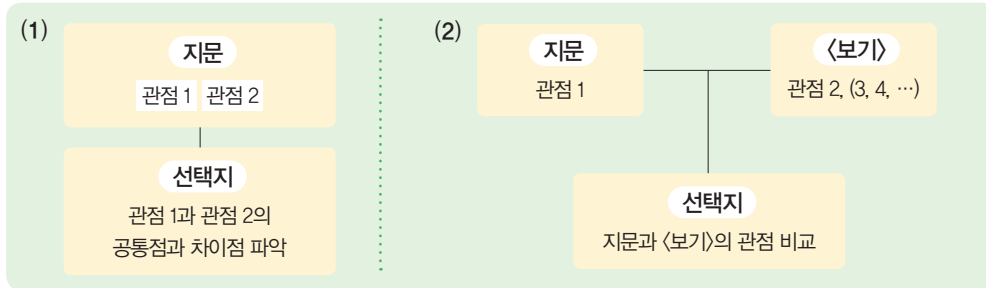 (1)
지문
관점 1 관점 2
선택지
관점 1과 관점 2의
공통점과 차이점 파악
(2)
지문
관점 1
〈보기〉
관점 2, (3, 4, …)
선택지
지문과 〈보기〉의 관점 비교